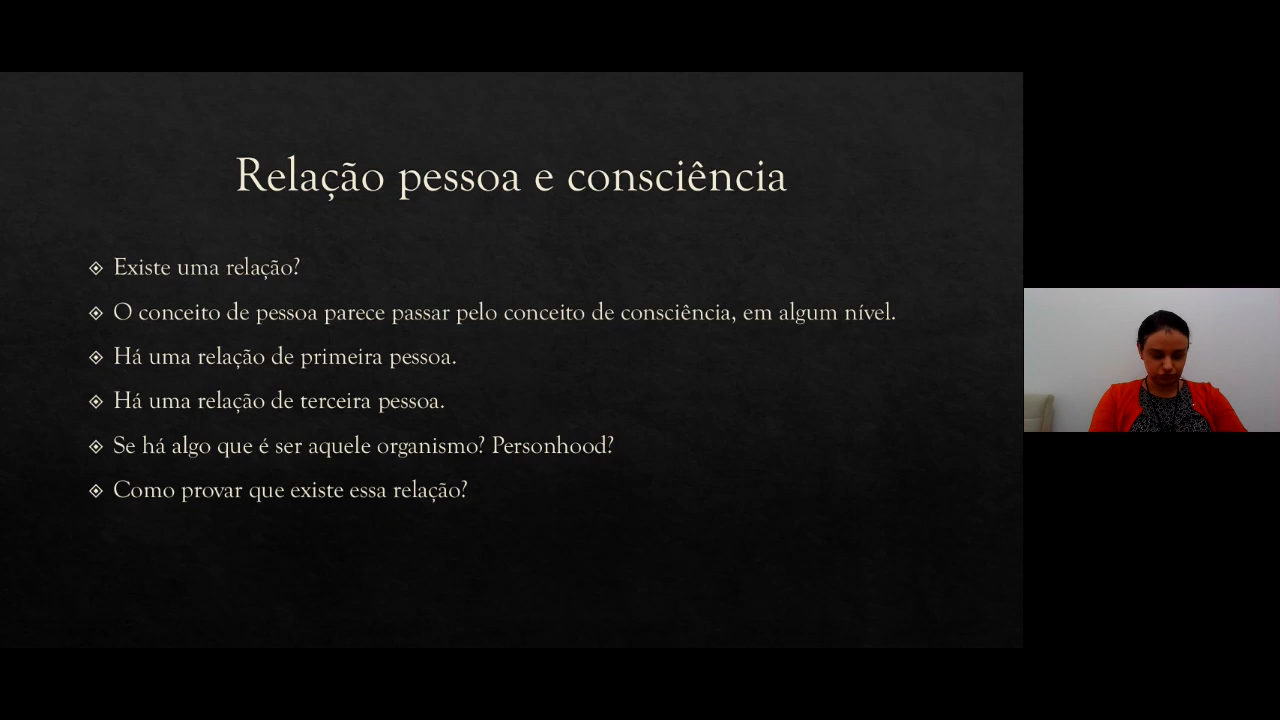 Relação pessoa e consciência
Existe uma relação?
O conceito de pessoa parece passar pelo conceito de consciência, em algum nível.
Há uma relação de primeira pessoa.
Há uma relação de terceira pessoa.
Se há algo que é ser aquele organismo? Personhood?
Como provar que existe essa relação?